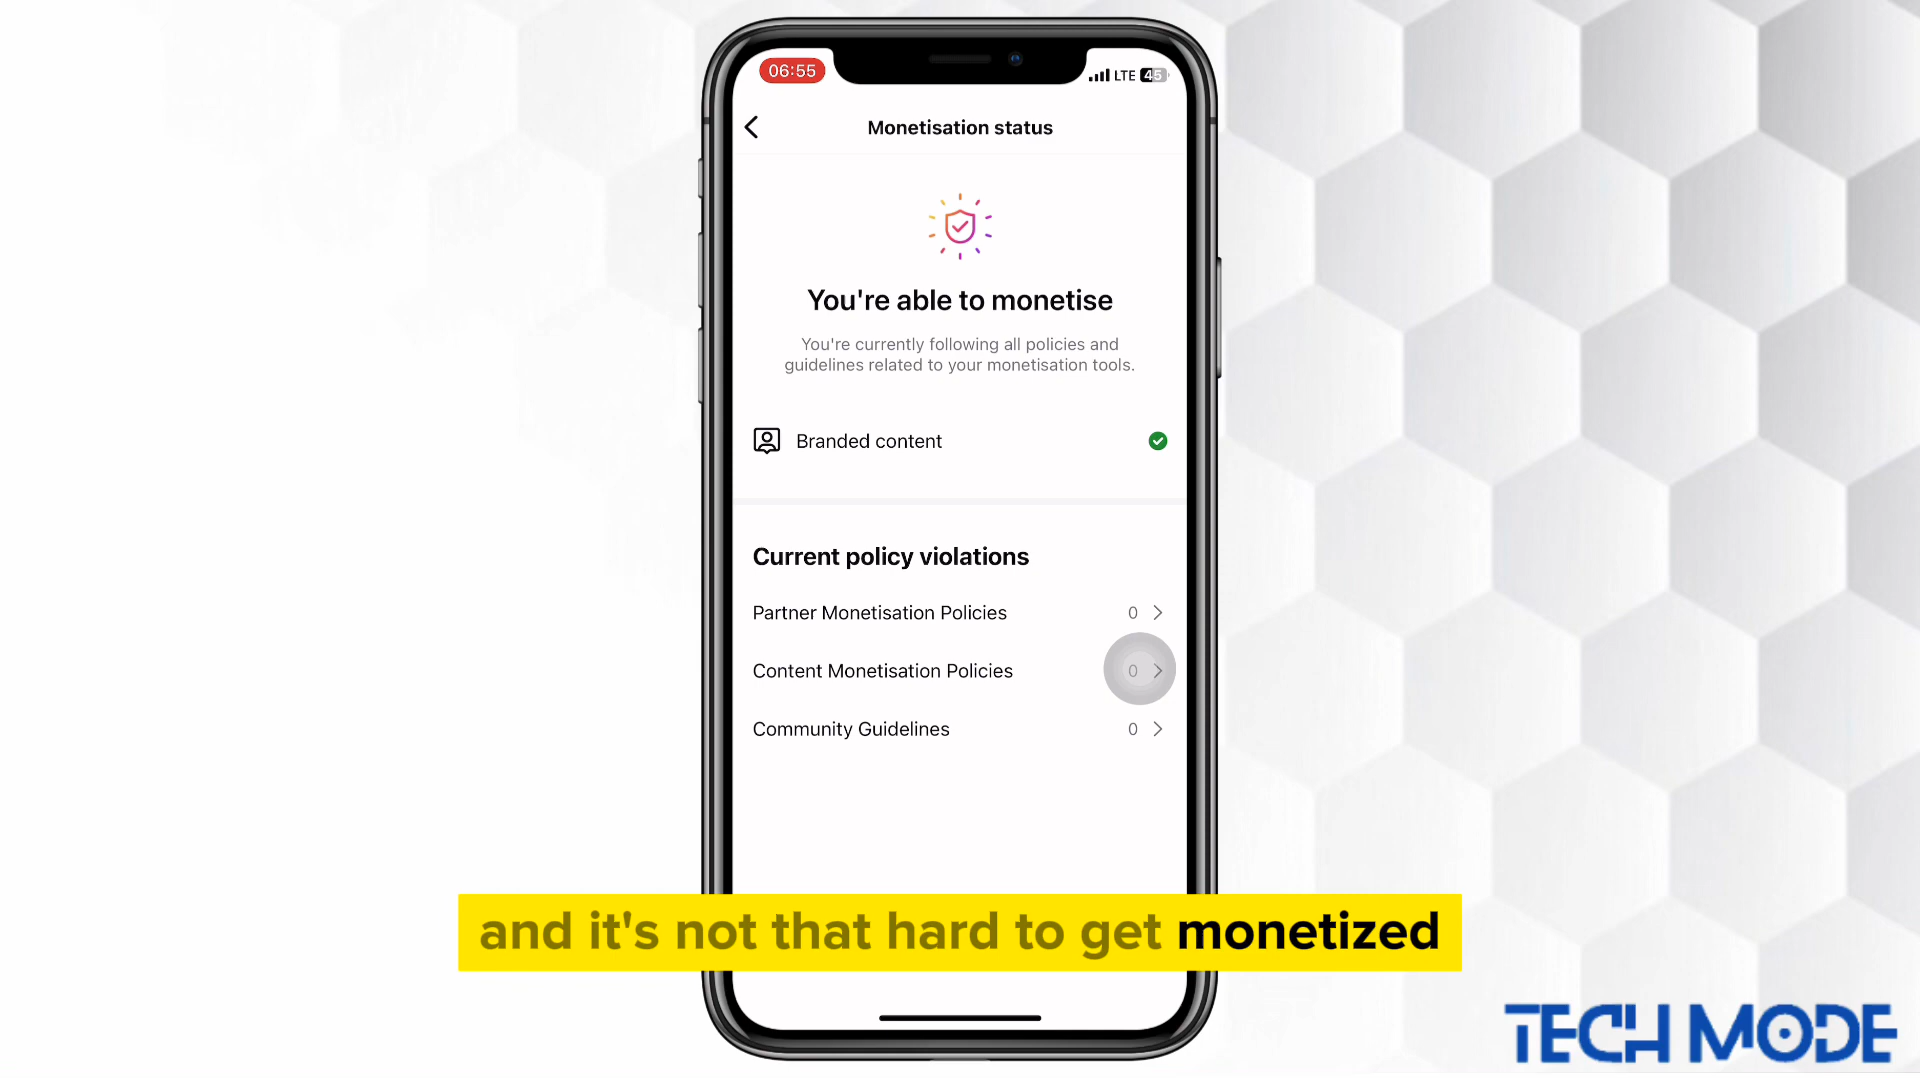 06:55
LTE 45
Monetisation status
You're able to monetise
You're currently following all policies and
guidelines related to your monetisation tools.
Branded content
Current policy violations
Partner Monetisation Policies 0
Content Monetisation Policies 0
Community Guidelines 0
and it's not that hard to get monetized
TECH MODE